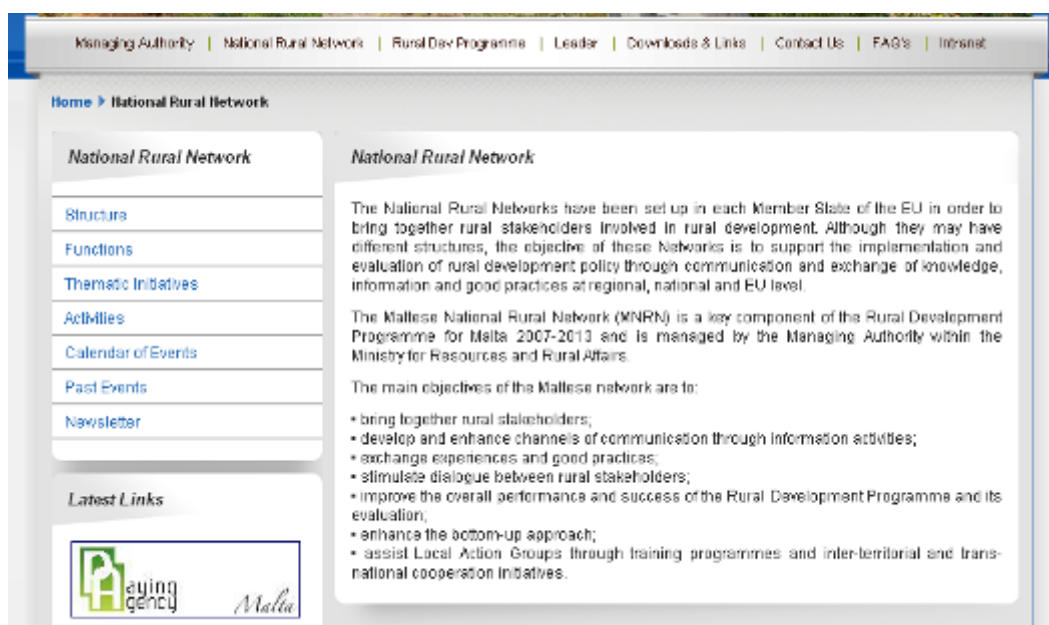 Managing Authority | National Rural Network | Rural Dev Programme | Leader | Downloads & Links | Contact Us | FAQ's | Intranet
Home National Rural Network
National Rural Network
Structure
Functions
Thematic Initiatives
Activities
Calendar of Events
Past Events
Newsletter
Latest Links
Paying
Agency
Malta
National Rural Network
The National Rural Networks have been set up in each Member State of the EU in order to
bring together rural stakeholders involved in rural development. Although they may have
different structures, the objective of these Networks is to support the implementation and
evaluation of rural development policy through communication and exchange of knowledge,
information and good practices at regional, national and EU level.
The Maltese National Rural Network (MNRN) is a key component of the Rural Development
Programme for Malta 2007-2013 and is managed by the Managing Authority within the
Ministry for Resources and Rural Affairs.
The main objectives of the Maltese network are to:
• bring together rural stakeholders;
• develop and enhance channels of communication through information activities;
• exchange experiences and good practices;
• stimulate dialogue between rural stakeholders;
• improve the overall performance and success of the Rural Development Programme and its
evaluation;
• enhance the bottom-up approach;
• assist Local Action Groups through training programmes and inter-territorial and trans-
national cooperation initiatives.